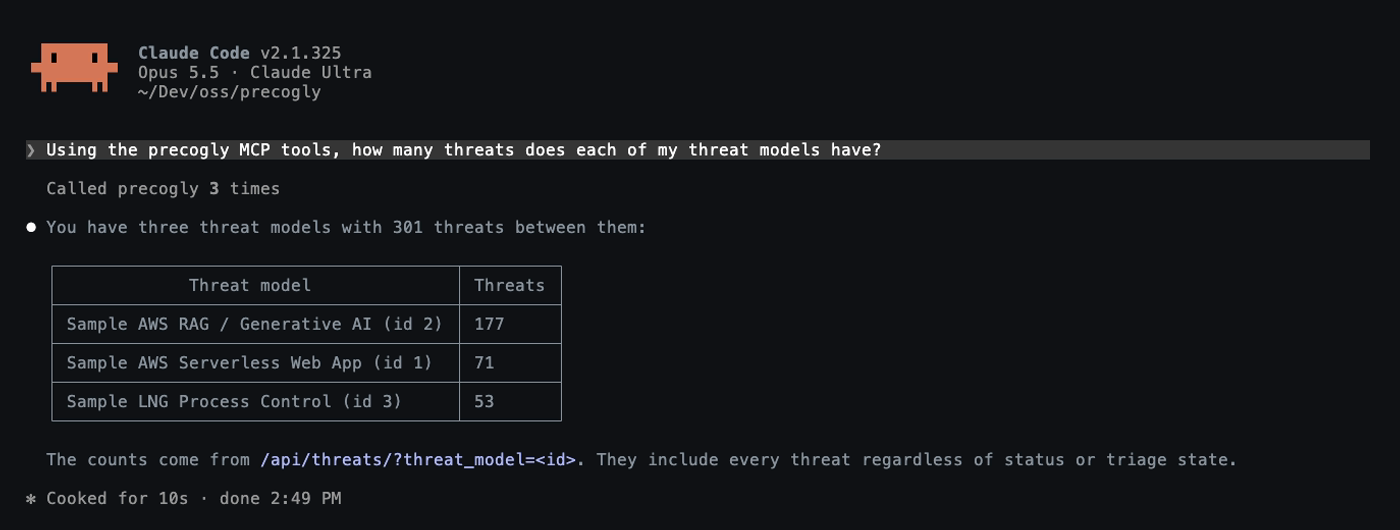 Claude Code v2.1.325
Opus 5.5 · Claude Ultra
~/Dev/oss/precogly
❯ Using the precogly MCP tools, how many threats does each of my threat models have?
Called precogly 3 times
● You have three threat models with 301 threats between them:
Threat model Threats
Sample AWS RAG / Generative AI (id 2) 177
Sample AWS Serverless Web App (id 1) 71
Sample LNG Process Control (id 3) 53
The counts come from /api/threats/?threat_model=<id>. They include every threat regardless of status or triage state.
✻ Cooked for 10s · done 2:49 PM